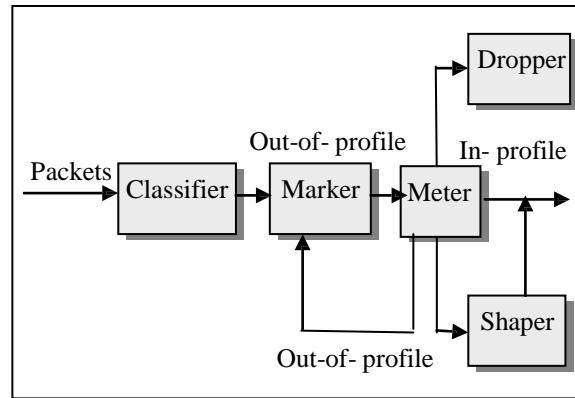 Dropper
Out-of- profile
In- profile
Packets
Classifier
Marker
Meter
Shaper
Out-of- profile